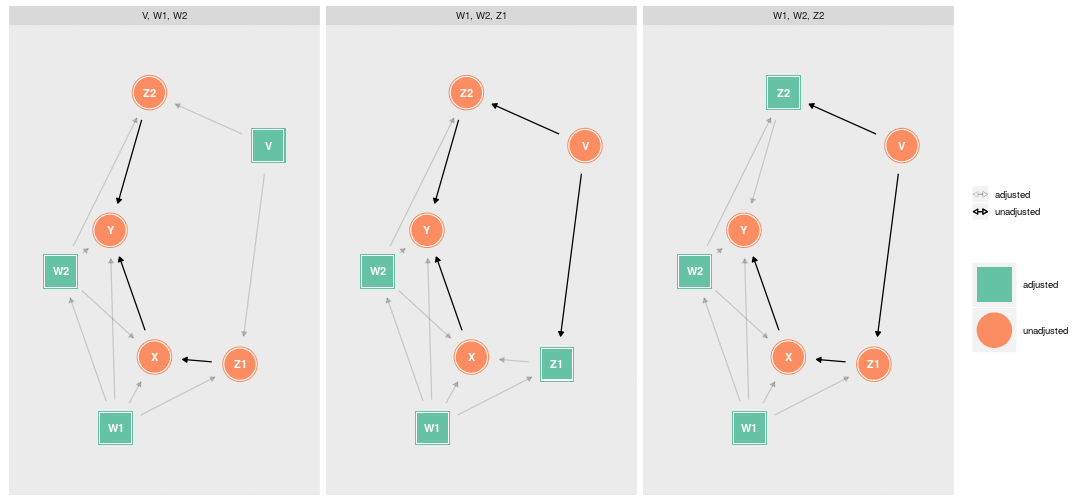 V, W1, W2
Z2
V
Y
W2
X
Z1
W1
W1, W2, Z1
Z2
V
Y
W2
X
Z1
W1
W1, W2, Z2
Z2
V
Y
W2
X
Z1
W1
adjusted
unadjusted
adjusted
unadjusted